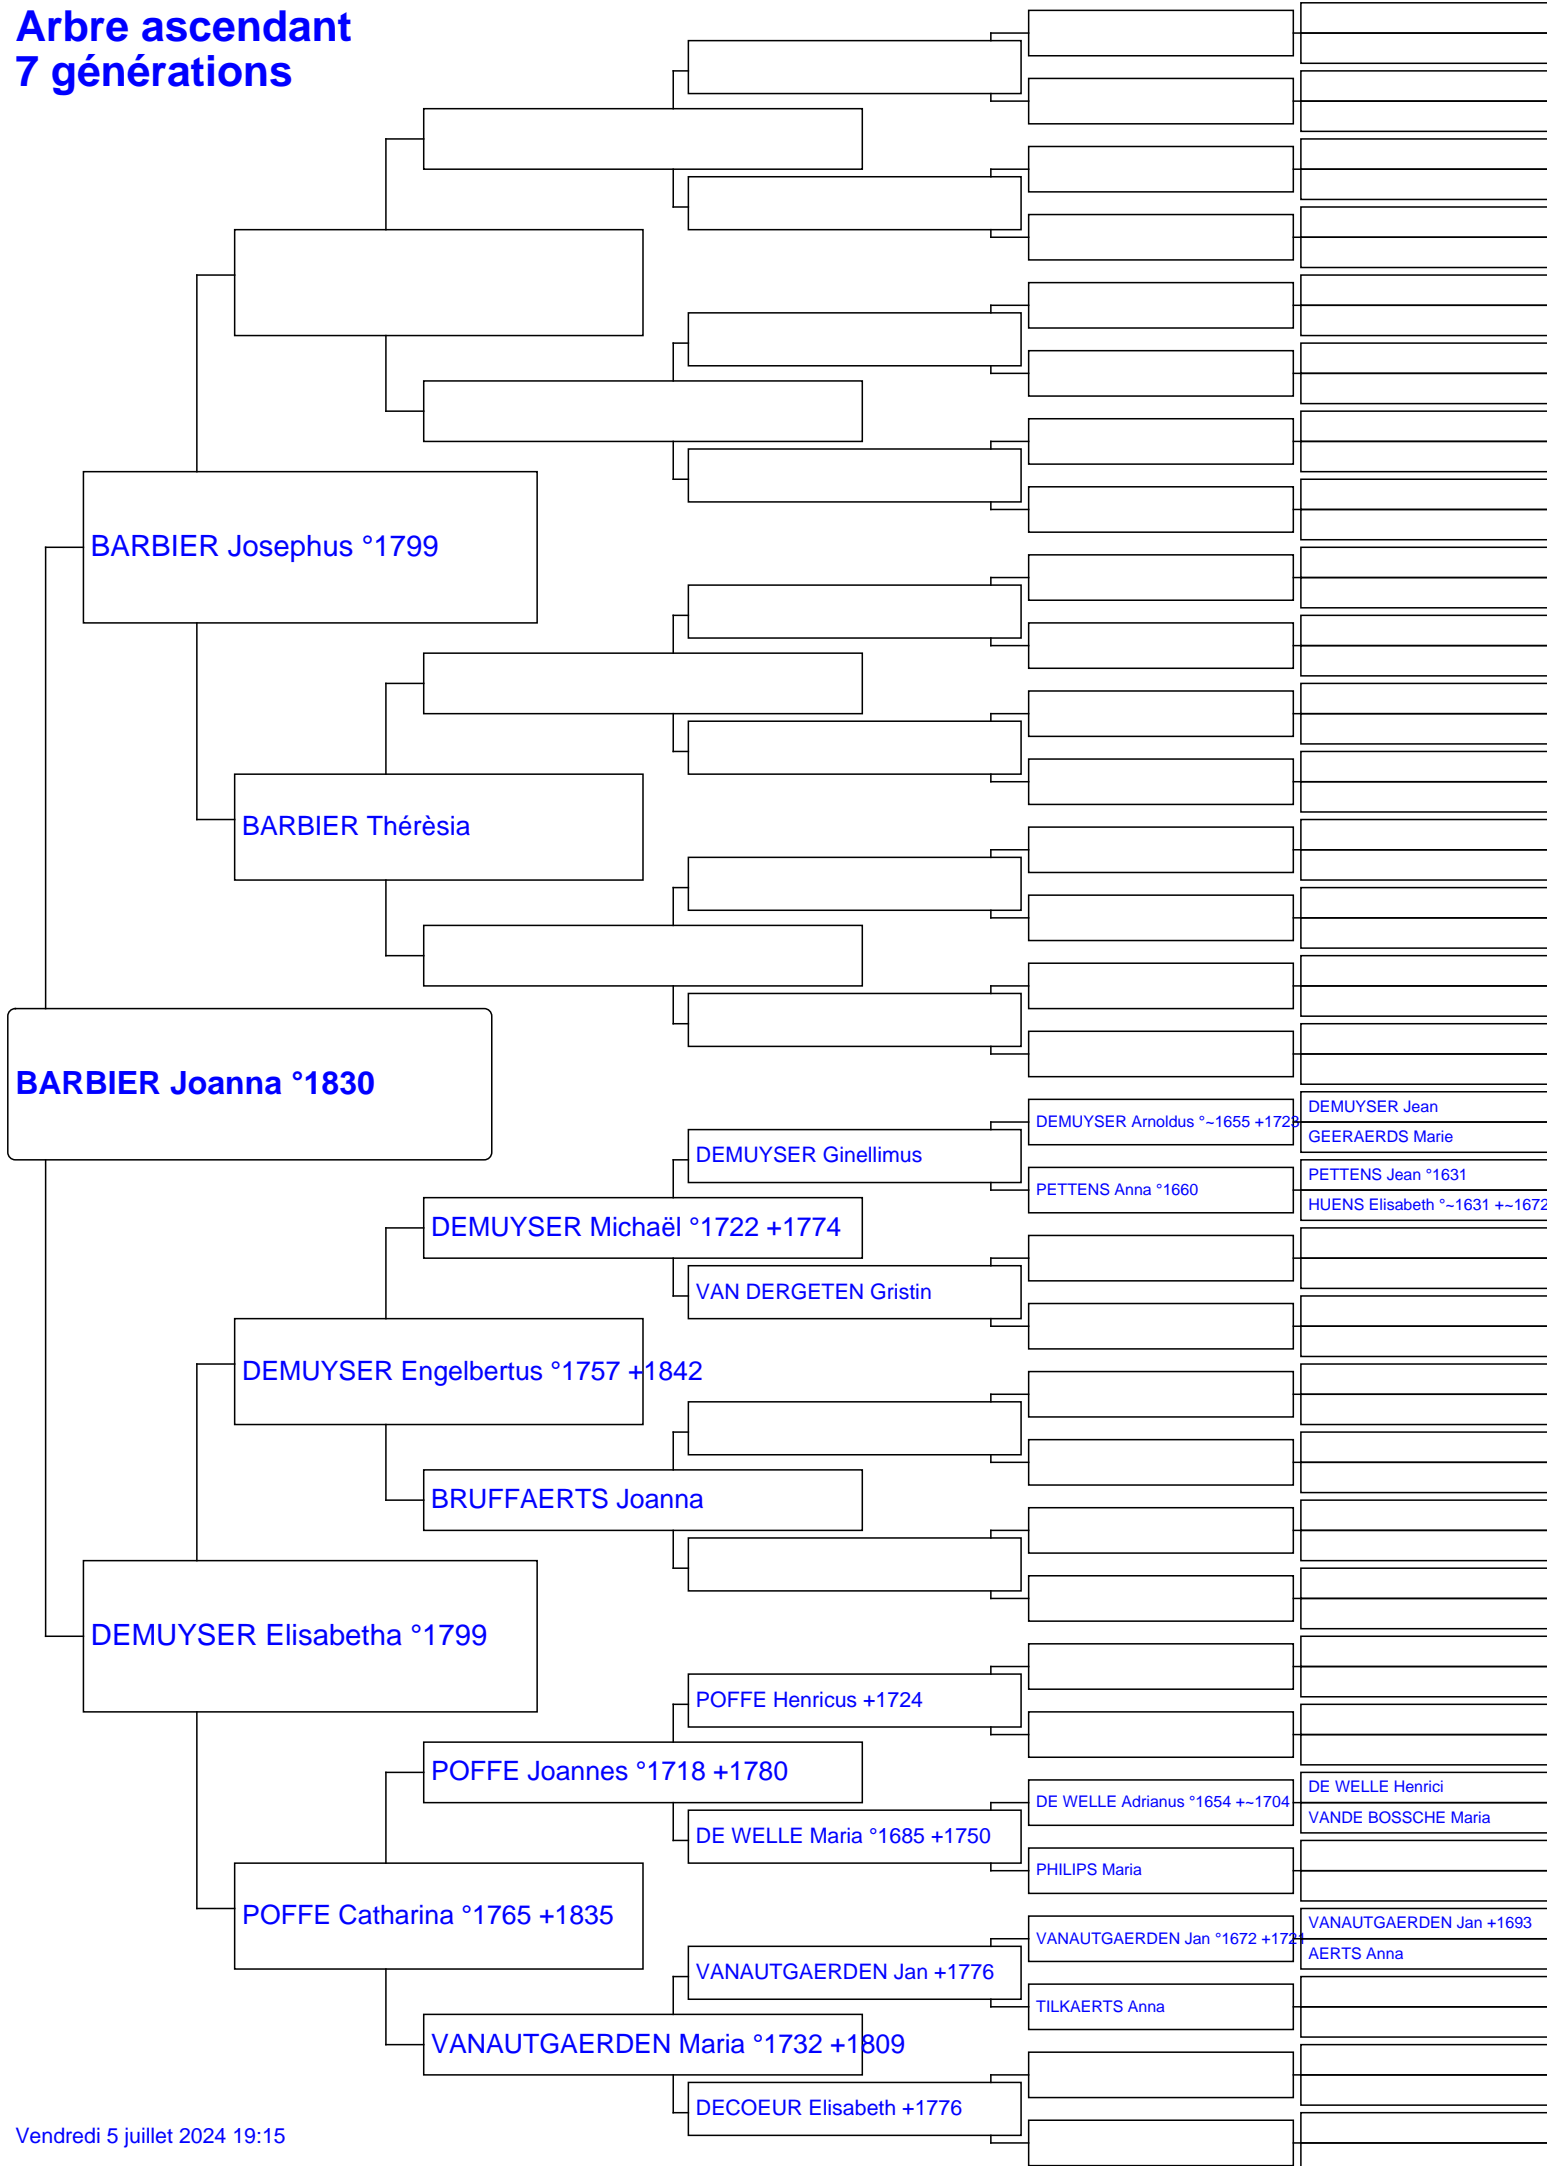 Arbre ascendant
7 générations
BARBIER Josephus °1799
BARBIER Thérèsia
BARBIER Joanna °1830
DEMUYSER Jean
DEMUYSER Arnoldus °~1655 +1723
GEERAERDS Marie
DEMUYSER Ginellimus
PETTENS Jean °1631
PETTENS Anna °1660
HUENS Elisabeth °~1631 +~1672
DEMUYSER Michaël °1722 +1774
VAN DERGETEN Gristin
DEMUYSER Engelbertus °1757 +1842
BRUFFAERTS Joanna
DEMUYSER Elisabetha °1799
POFFE Henricus +1724
POFFE Joannes °1718 +1780
DE WELLE Henrici
DE WELLE Adrianus °1654 +~1704
VANDE BOSSCHE Maria
DE WELLE Maria °1685 +1750
PHILIPS Maria
POFFE Catharina °1765 +1835
VANAUTGAERDEN Jan +1693
VANAUTGAERDEN Jan °1672 +1721
AERTS Anna
VANAUTGAERDEN Jan +1776
TILKAERTS Anna
VANAUTGAERDEN Maria °1732 +1809
DECOEUR Elisabeth +1776
Vendredi 5 juillet 2024 19:15